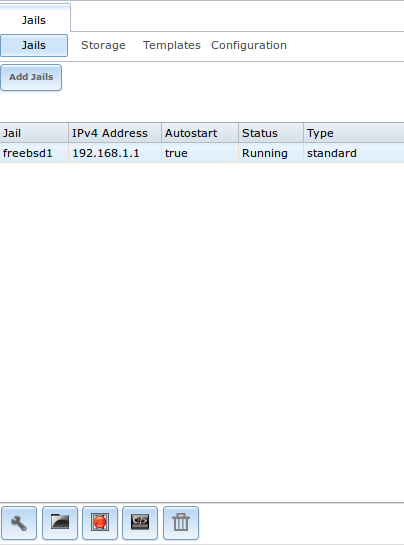 Jails
Jails Storage Templates Configuration
Add Jails
Jail IPv4 Address Autostart Status Type
freebsd1 192.168.1.1 true Running standard